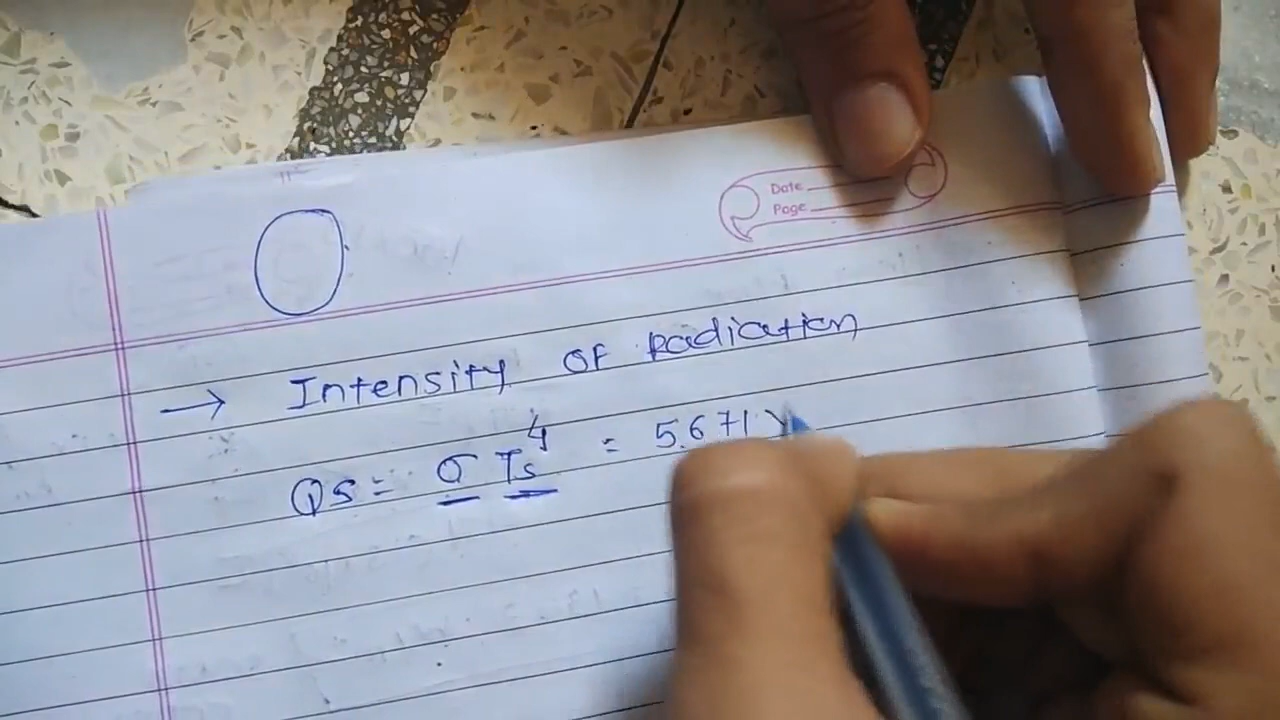 Date
Page
→ Intensity OF Radiation
Qs = σ Ts⁴ = 5.671 x